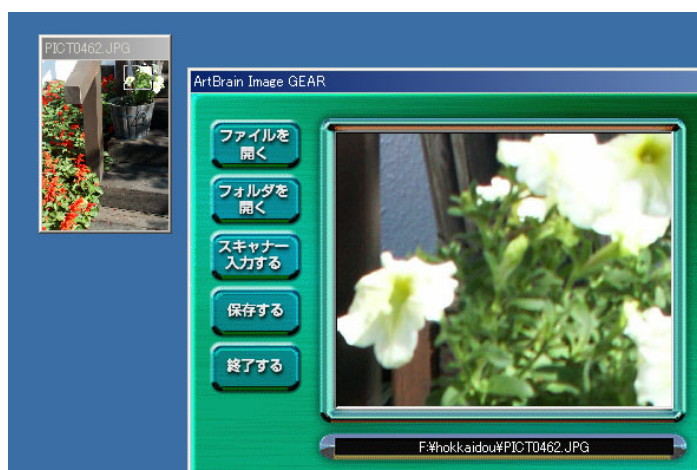 PICT0462.JPG
ArtBrain Image GEAR
ファイルを
開く
フォルダを
開く
スキャナー
入力する
保存する
終了する
F:¥hokkaidou¥PICT0462.JPG